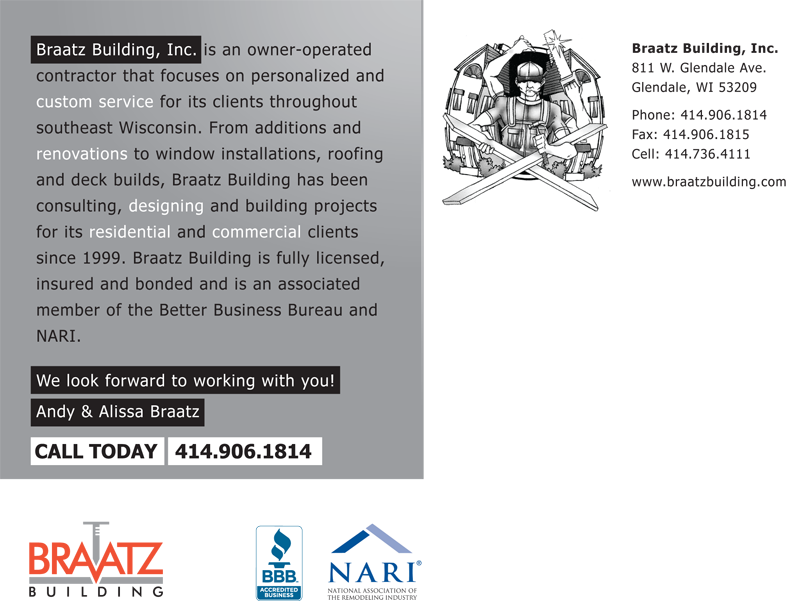 Braatz Building, Inc. is an owner-operated
contractor that focuses on personalized and
custom service for its clients throughout
southeast Wisconsin. From additions and
renovations to window installations, roofing
and deck builds, Braatz Building has been
consulting, designing and building projects
for its residential and commercial clients
since 1999. Braatz Building is fully licensed,
insured and bonded and is an associated
member of the Better Business Bureau and
NARI.
We look forward to working with you!
Andy & Alissa Braatz
CALL TODAY 414.906.1814
Braatz Building, Inc.
811 W. Glendale Ave.
Glendale, WI 53209
Phone: 414.906.1814
Fax: 414.906.1815
Cell: 414.736.4111
www.braatzbuilding.com
BRAATZ
BUILDING
BBB
ACCREDITED
BUSINESS
NARI®
NATIONAL ASSOCIATION OF
THE REMODELING INDUSTRY